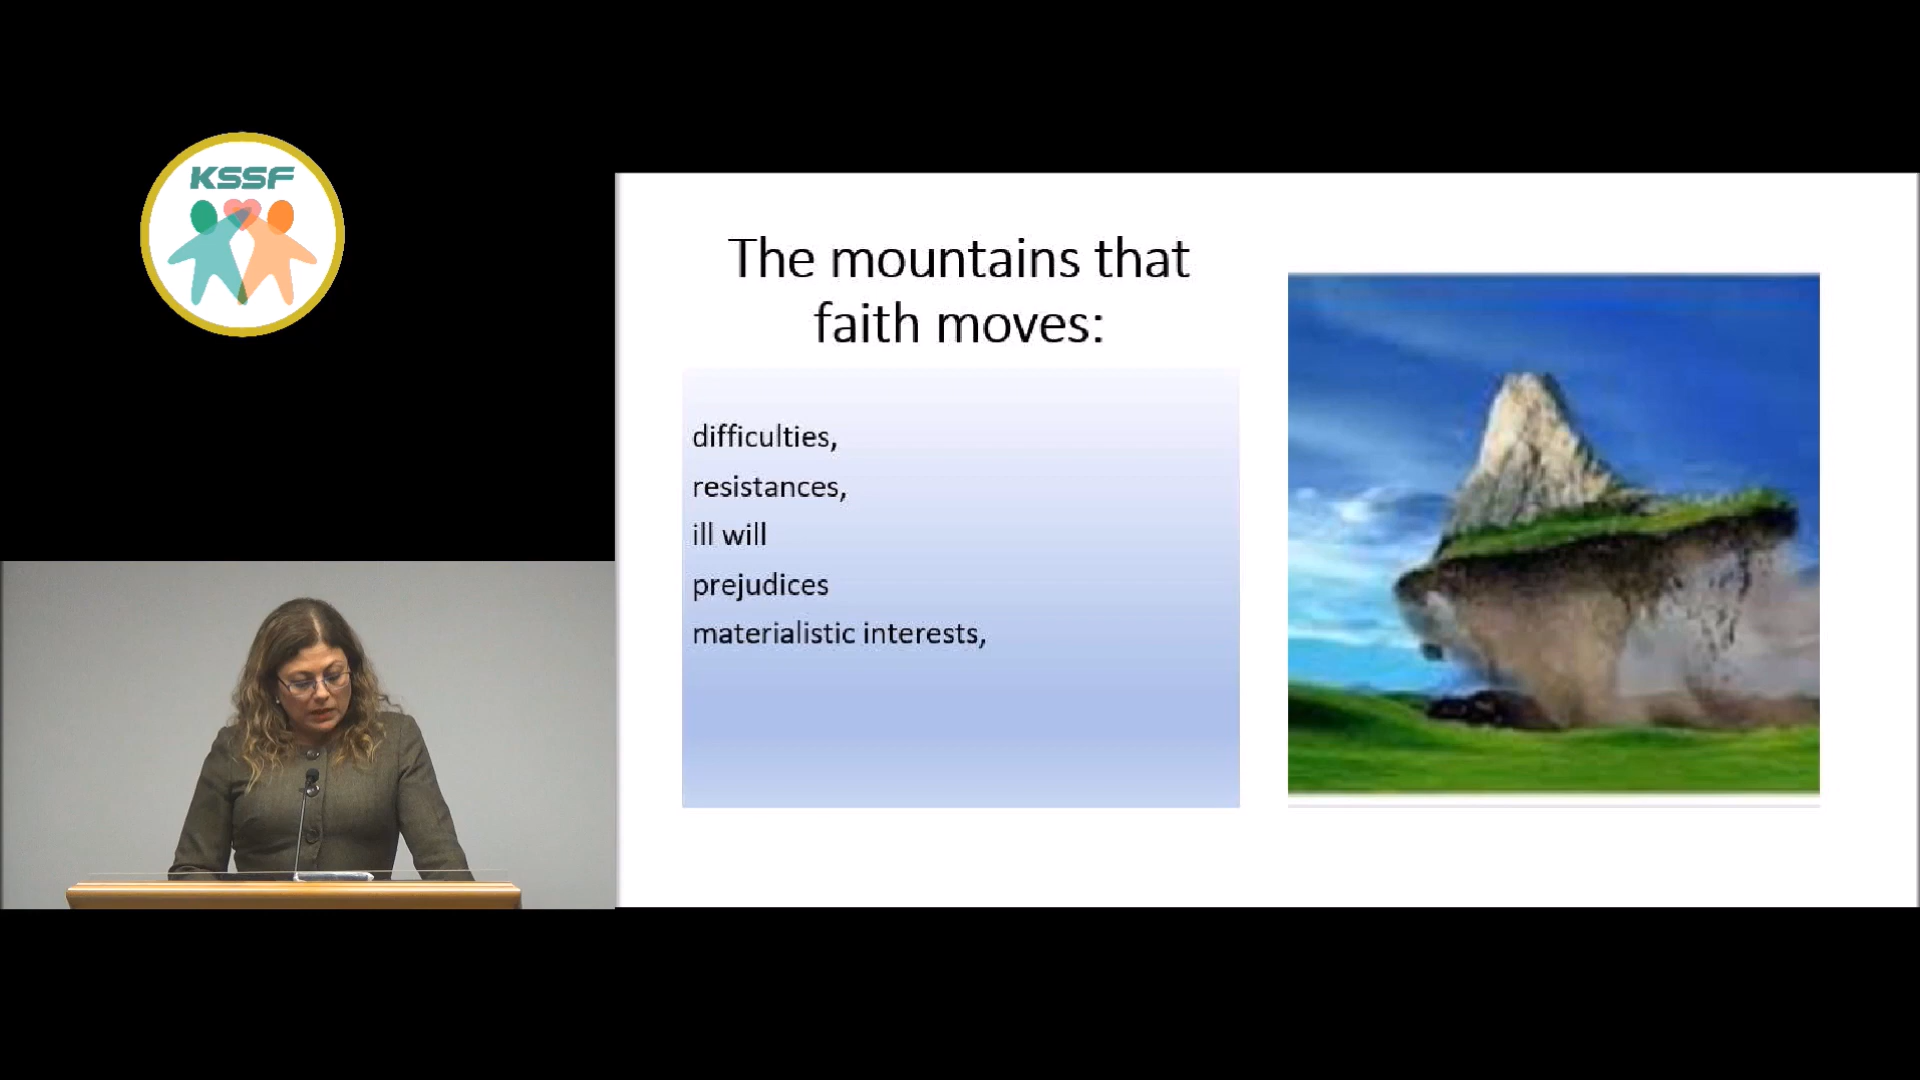 KSSF
The mountains that
faith moves:
difficulties,
resistances,
ill will
prejudices
materialistic interests,